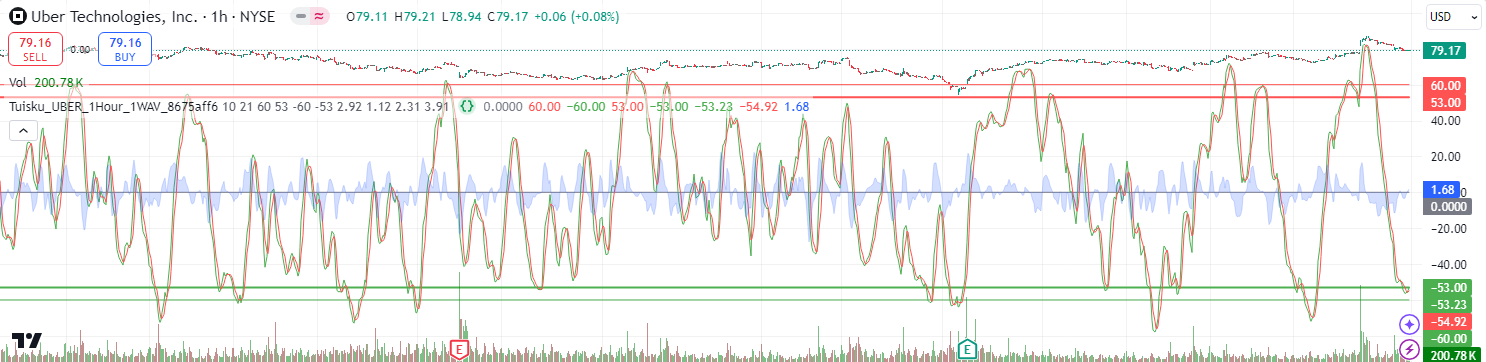 Uber Technologies, Inc. · 1h · NYSE O79.11 H79.21 L78.94 C79.17 +0.06 (+0.08%)
USD
79.16 SELL 0.00 79.16 BUY
79.17
Vol 200.78 K
60.00
Tuisku_UBER_1Hour_1WAV_8675aff6 10 21 60 53 -60 -53 2.92 1.12 2.31 3.91 0.0000 60.00 −60.00 53.00 −53.00 −53.23 −54.92 1.68
53.00
40.00
20.00
1.68
0.0000
−20.00
−40.00
−53.00
−53.23
−54.92
−60.00
200.78 K
E
E